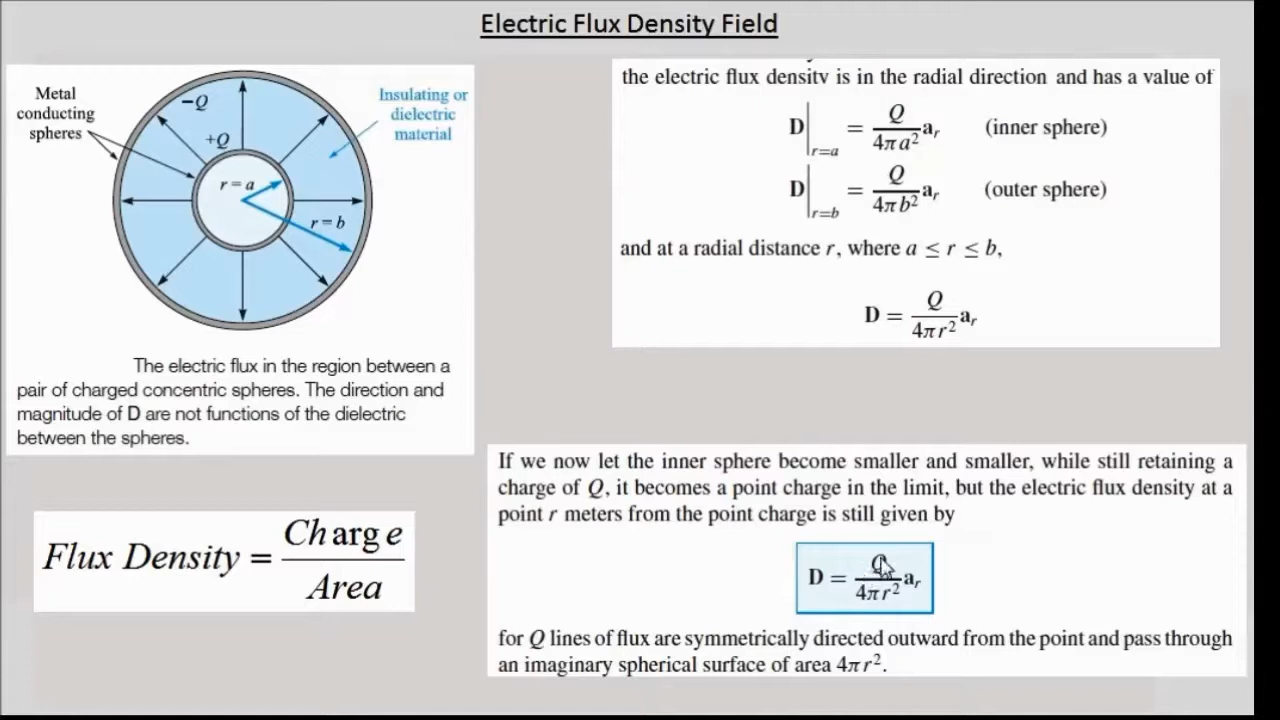 Electric Flux Density Field
Metal
conducting
spheres
−Q
+Q
r = a
r = b
Insulating or
dielectric
material
The electric flux in the region between a
pair of charged concentric spheres. The direction and
magnitude of D are not functions of the dielectric
between the spheres.
Flux Density = Charge / Area
the electric flux density is in the radial direction and has a value of
D|r=a = Q / 4πa² aᵣ (inner sphere)
D|r=b = Q / 4πb² aᵣ (outer sphere)
and at a radial distance r, where a ≤ r ≤ b,
D = Q / 4πr² aᵣ
If we now let the inner sphere become smaller and smaller, while still retaining a
charge of Q, it becomes a point charge in the limit, but the electric flux density at a
point r meters from the point charge is still given by
D = Q / 4πr² aᵣ
for Q lines of flux are symmetrically directed outward from the point and pass through
an imaginary spherical surface of area 4πr².